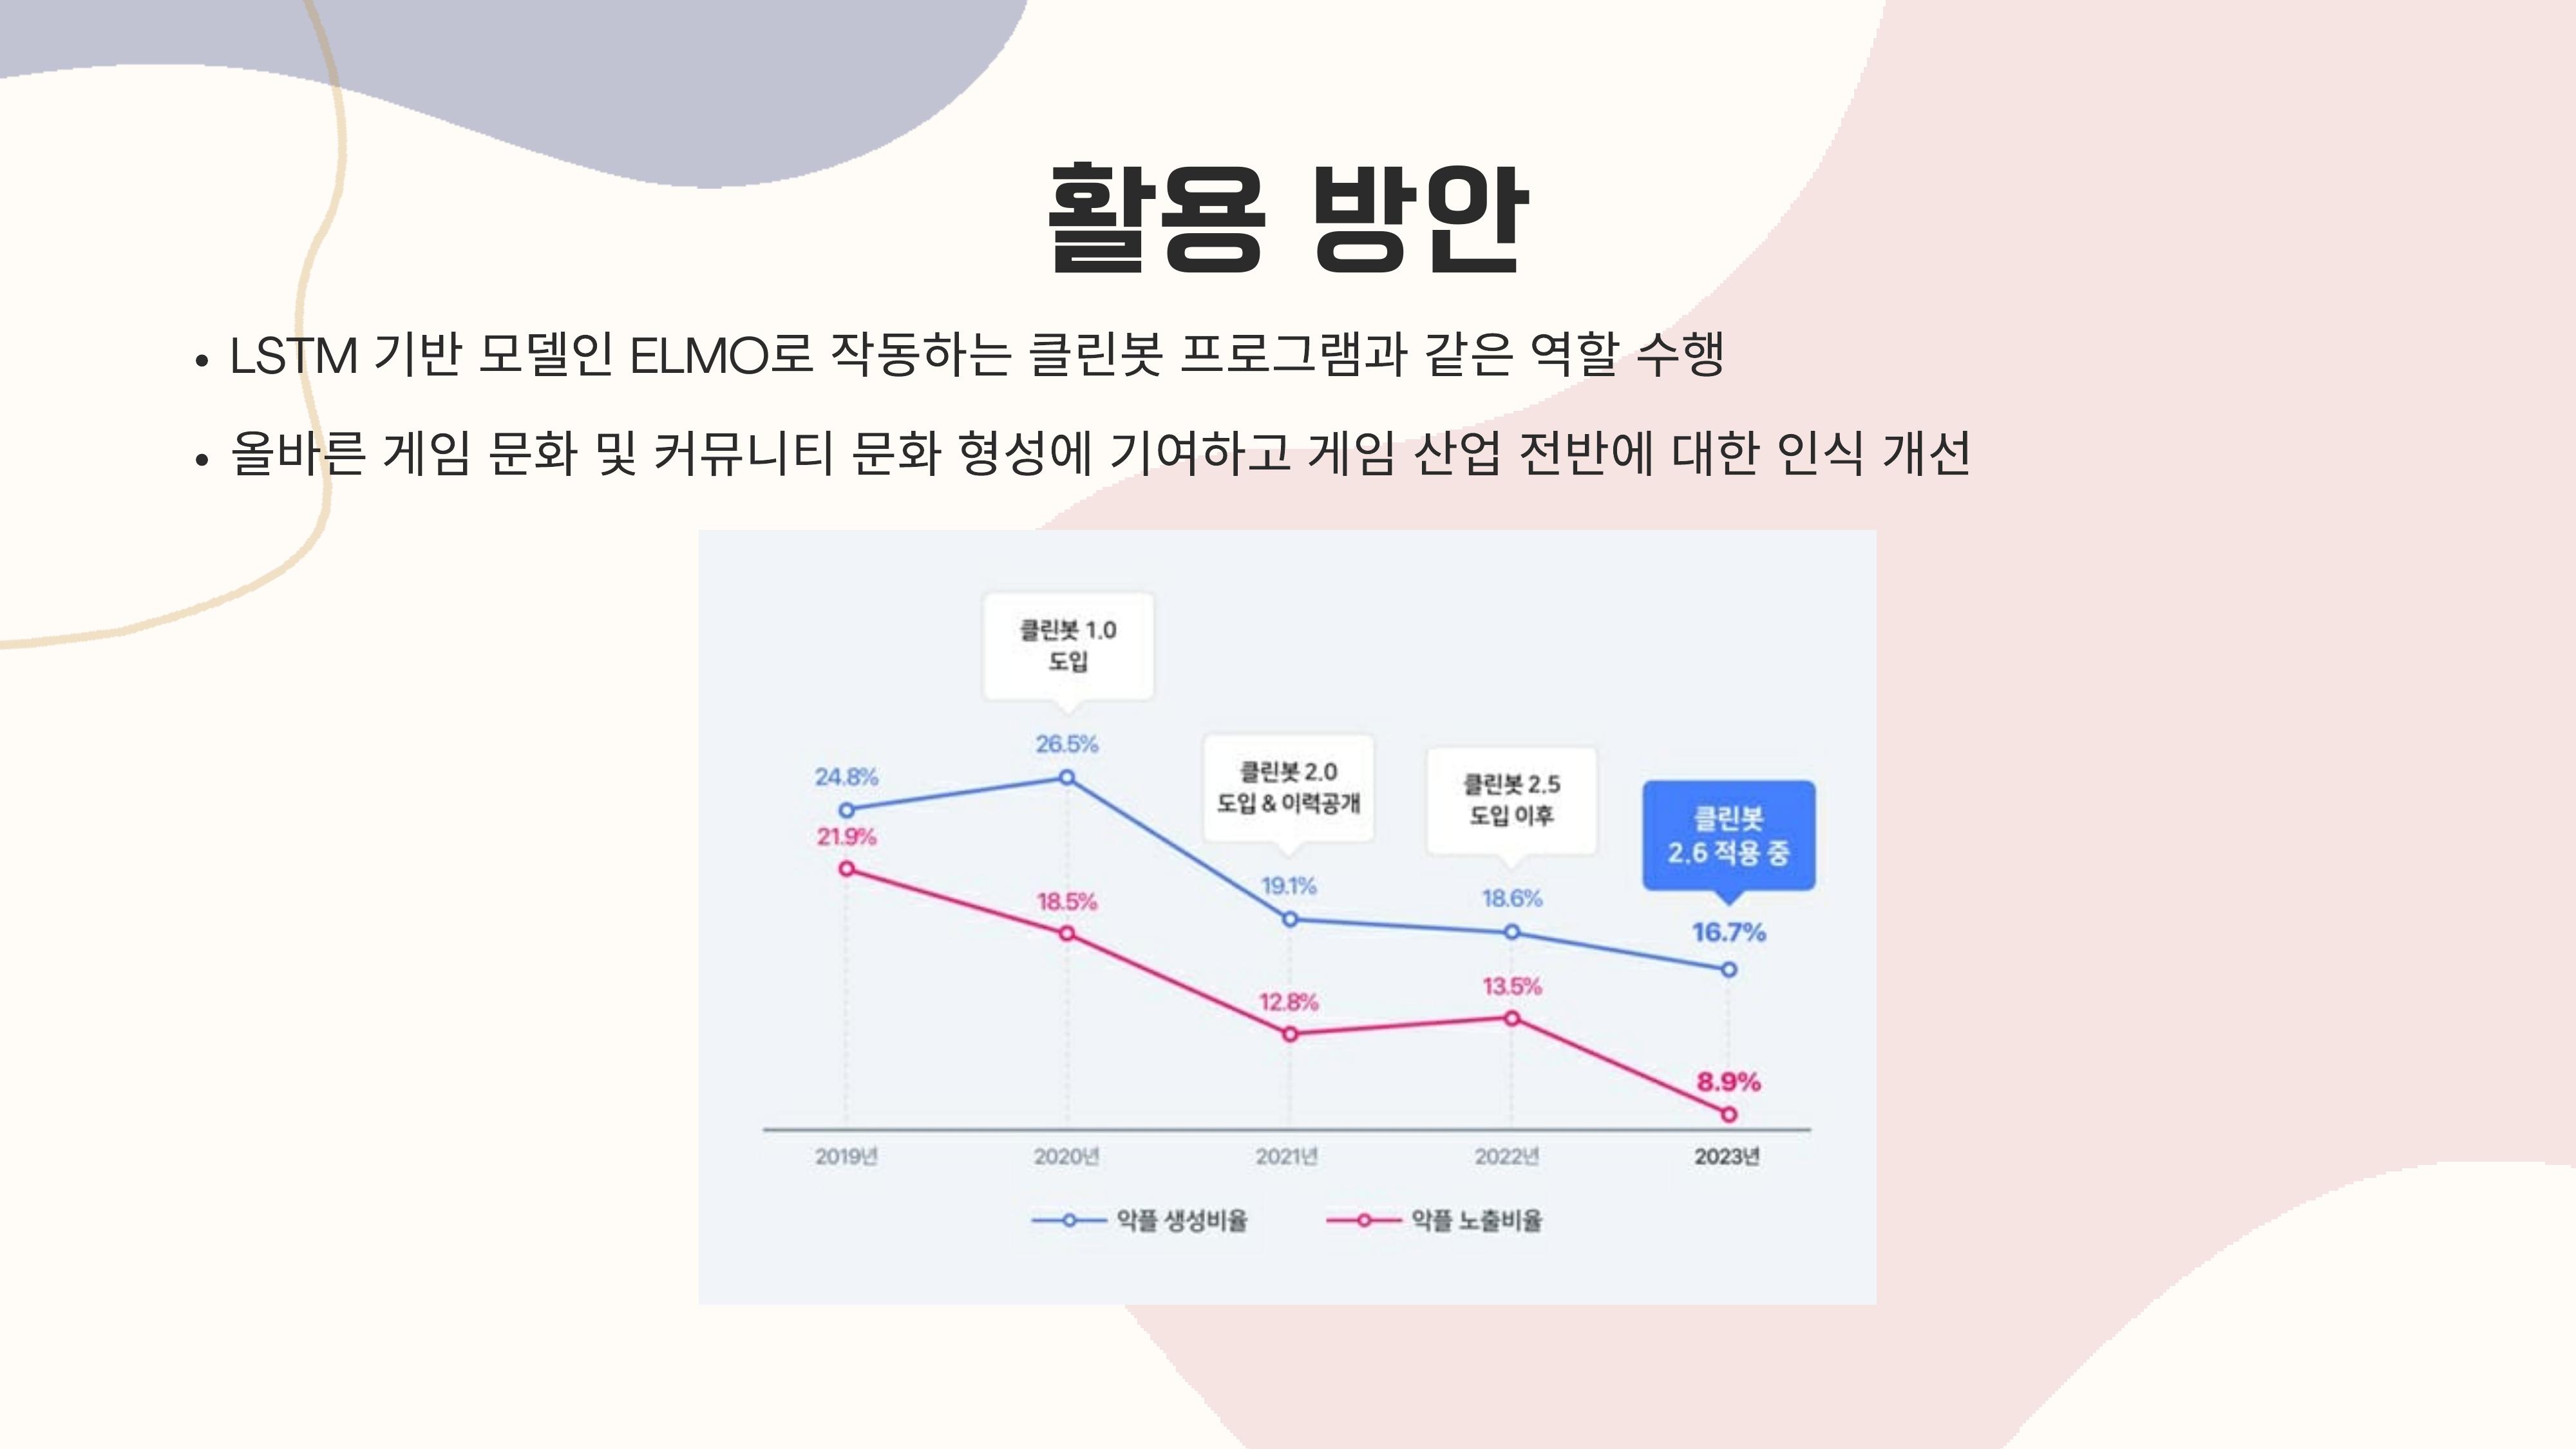 활용 방안
• LSTM 기반 모델인 ELMO로 작동하는 클린봇 프로그램과 같은 역할 수행
• 올바른 게임 문화 및 커뮤니티 문화 형성에 기여하고 게임 산업 전반에 대한 인식 개선
클린봇 1.0
도입
클린봇 2.0
도입 & 이력공개
클린봇 2.5
도입 이후
클린봇
2.6 적용 중
24.8%
26.5%
19.1%
18.6%
16.7%
21.9%
18.5%
12.8%
13.5%
8.9%
2019년
2020년
2021년
2022년
2023년
악플 생성비율
악플 노출비율